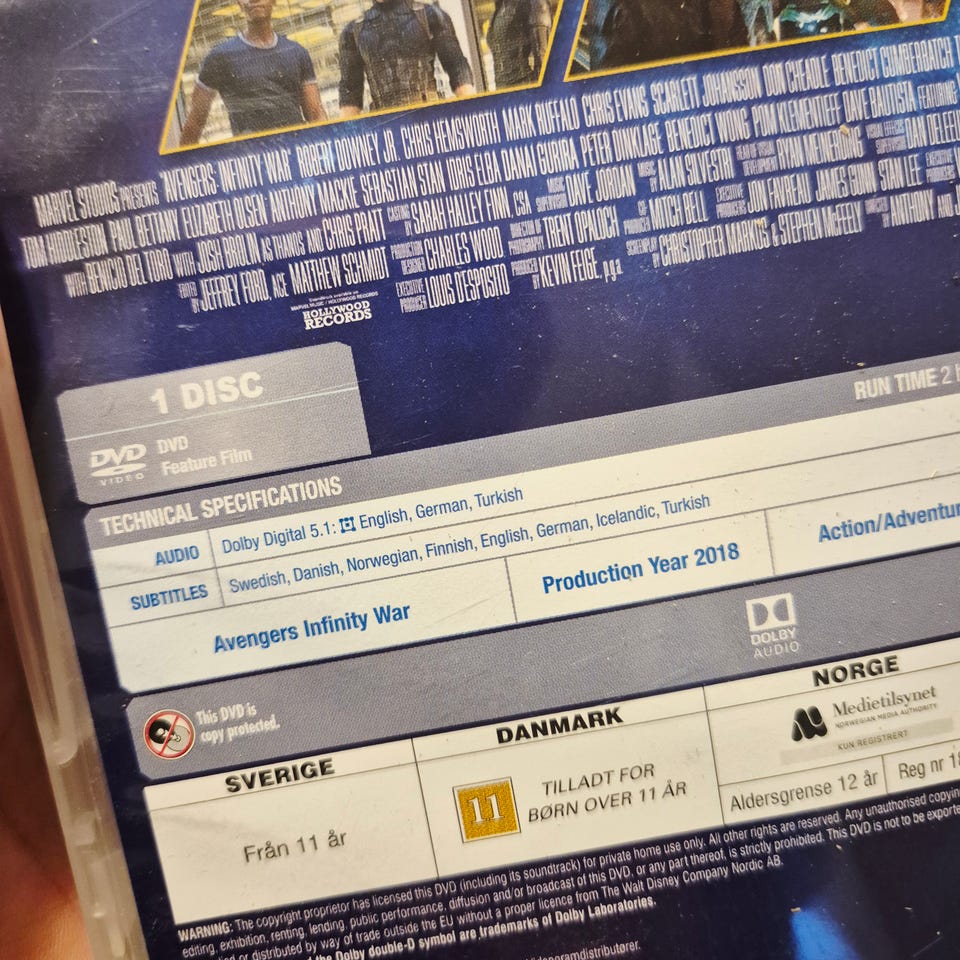 MARVEL STUDIOS PRESENTS "AVENGERS: INFINITY WAR" ROBERT DOWNEY JR. CHRIS HEMSWORTH MARK RUFFALO CHRIS EVANS SCARLETT JOHANSSON DON CHEADLE BENEDICT CUMBERBATCH
TOM HIDDLESTON PAUL BETTANY ELIZABETH OLSEN ANTHONY MACKIE SEBASTIAN STAN IDRIS ELBA DANAI GURIRA PETER DINKLAGE BENEDICT WONG POM KLEMENTIEFF DAVE BAUTISTA FEATURING
WITH BENICIO DEL TORO WITH JOSH BROLIN AS THANOS AND CHRIS PRATT CASTING BY SARAH HALLEY FINN, CSA DAVE JORDAN MUSIC BY ALAN SILVESTRI
EDITED BY JEFFREY FORD, ACE MATTHEW SCHMIDT PRODUCTION DESIGNER CHARLES WOOD DIRECTOR OF PHOTOGRAPHY TRENT OPALOCH MITCH BELL EXECUTIVE PRODUCERS JON FAVREAU JAMES GUNN STAN LEE EXECUTIVE
EXECUTIVE PRODUCER LOUIS D'ESPOSITO PRODUCED BY KEVIN FEIGE, p.g.a. SCREENPLAY BY CHRISTOPHER MARKUS & STEPHEN McFEELY
Soundtrack available on
MARVEL MUSIC / HOLLYWOOD RECORDS
HOLLYWOOD
RECORDS
1 DISC
DVD
VIDEO
DVD
Feature Film
RUN TIME 2
TECHNICAL SPECIFICATIONS
AUDIO Dolby Digital 5.1: English, German, Turkish
SUBTITLES Swedish, Danish, Norwegian, Finnish, English, German, Icelandic, Turkish
Avengers Infinity War Production Year 2018 Action/Adventur
DOLBY
AUDIO
This DVD is
copy protected.
SVERIGE
Från 11 år
DANMARK
11
TILLADT FOR
BØRN OVER 11 ÅR
NORGE
Medietilsynet
NORWEGIAN MEDIA AUTHORITY
KUN REGISTRERT
Aldersgrense 12 år Reg nr 18
WARNING: The copyright proprietor has licensed this DVD (including its soundtrack) for private home use only. All other rights are reserved. Any unauthorised copying
editing, exhibition, renting, lending, public performance, diffusion and/or broadcast of this DVD, or any part thereof, is strictly prohibited. This DVD is not to be exporte
or distributed by way of trade outside the EU without a proper licence from The Walt Disney Company Nordic AB.
the Dolby double-D symbol are trademarks of Dolby Laboratories.